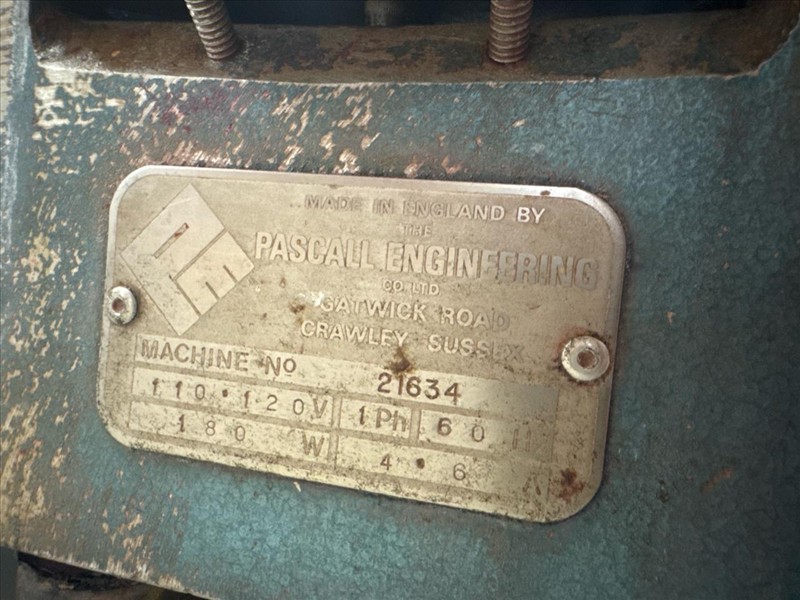 PE
MADE IN ENGLAND BY
THE
PASCALL ENGINEERING
CO. LTD
GATWICK ROAD
CRAWLEY SUSSEX
MACHINE No 21634
110·120V 1Ph 60
180 W 4·6 A